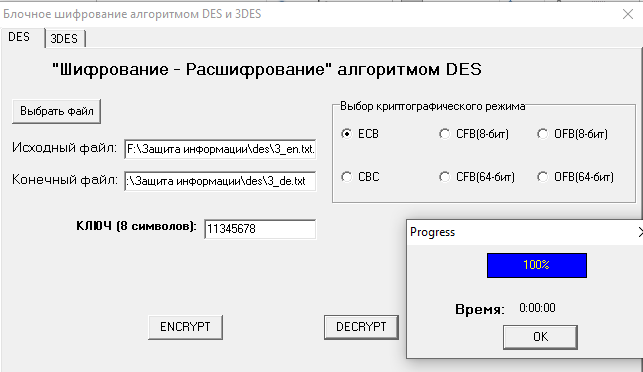 Блочное шифрование алгоритмом DES и 3DES
DES 3DES
"Шифрование - Расшифрование" алгоритмом DES
Выбрать файл
Выбор криптографического режима
ECB CFB(8-бит) OFB(8-бит)
Исходный файл: F:\Защита информации\des\3_en.txt.
CBC CFB(64-бит) OFB(64-бит)
Конечный файл: :\Защита информации\des\3_de.txt
КЛЮЧ (8 символов): 11345678
Progress
100%
Время: 0:00:00
ENCRYPT DECRYPT OK